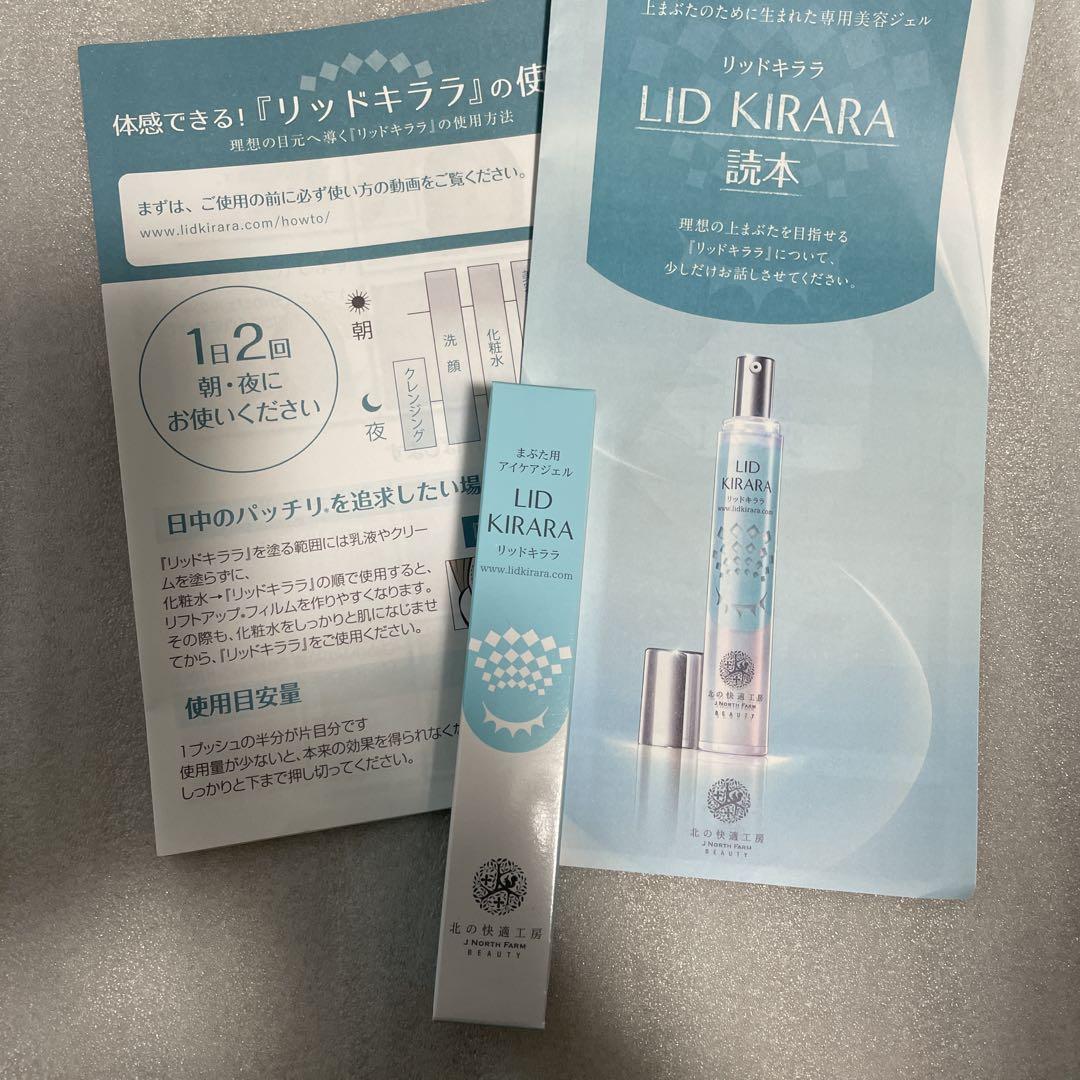 体感できる!『リッドキララ』の使
理想の目元へ導く『リッドキララ』の使用方法
まずは、ご使用の前に必ず使い方の動画をご覧ください。
www.lidkirara.com/howto/
1日2回
朝・夜に
お使いください
朝
夜
クレンジング
洗顔
化粧水
日中のパッチリ®を追求したい場
『リッドキララ』を塗る範囲には乳液やクリー
ムを塗らずに、
化粧水→『リッドキララ』の順で使用すると、
リフトアップ®フィルムを作りやすくなります。
その際も、化粧水をしっかりと肌になじませ
てから、『リッドキララ』をご使用ください。
使用目安量
1プッシュの半分が片目分です
使用量が少ないと、本来の効果を得られなく
しっかりと下まで押し切ってください。
上まぶたのために生まれた専用美容ジェル
リッドキララ
LID KIRARA
読本
理想の上まぶたを目指せる
『リッドキララ』について、
少しだけお話しさせてください。
LID
KIRARA
リッドキララ
www.lidkirara.com
北の快適工房
J NORTH FARM
BEAUTY
北の快適工房
J NORTH FARM
BEAUTY
まぶた用
アイケアジェル
LID
KIRARA
リッドキララ
www.lidkirara.com
北の快適工房
J NORTH FARM
BEAUTY